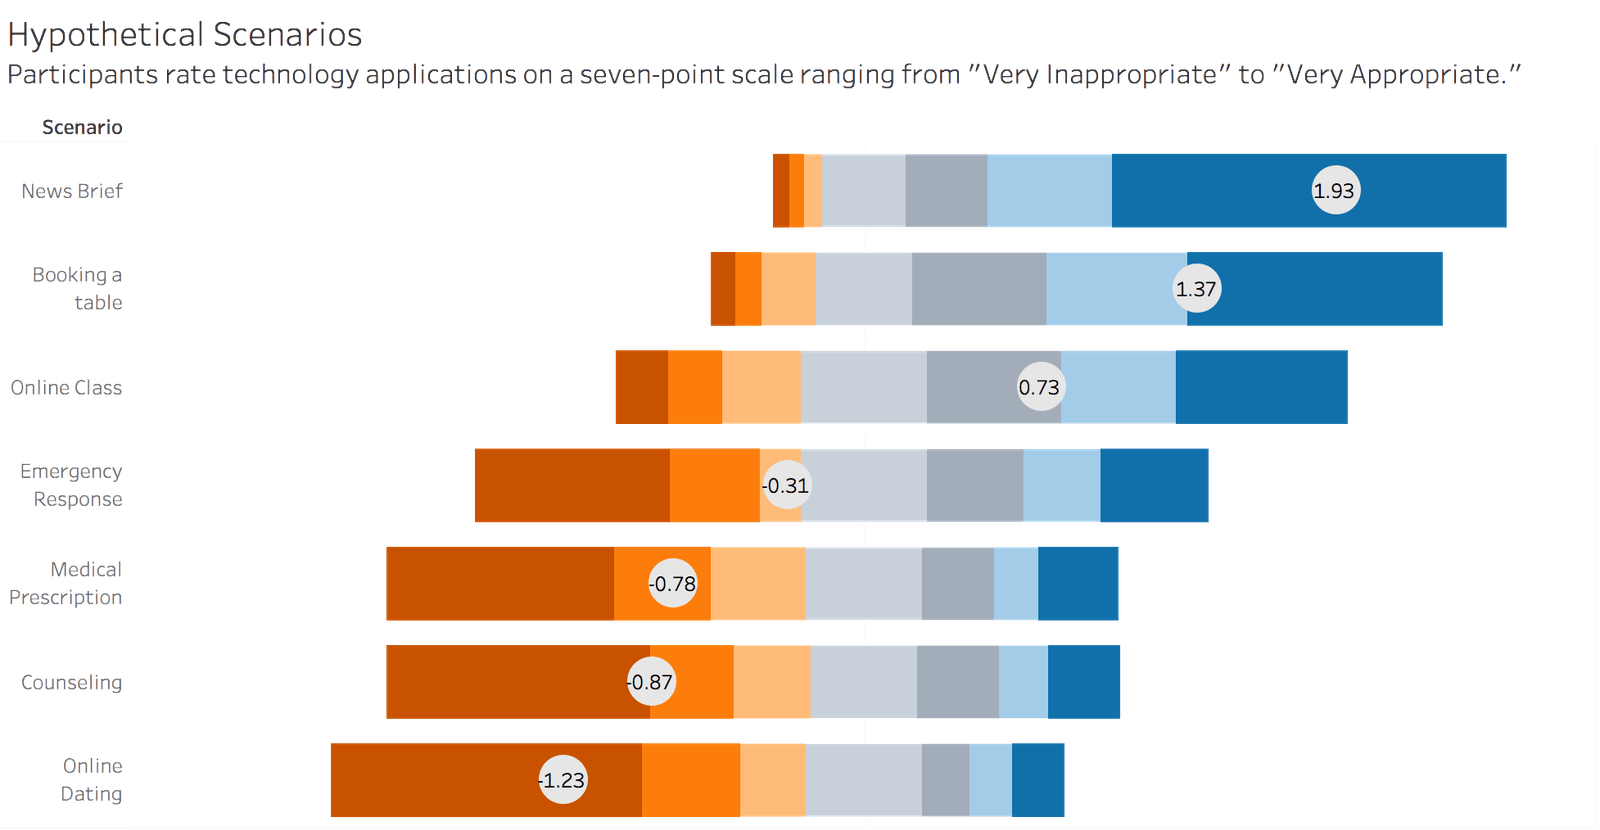 Hypothetical Scenarios
Participants rate technology applications on a seven-point scale ranging from "Very Inappropriate" to "Very Appropriate."
Scenario
News Brief
1.93
Booking a
table
1.37
Online Class
0.73
Emergency
Response
-0.31
Medical
Prescription
-0.78
Counseling
-0.87
Online
Dating
-1.23